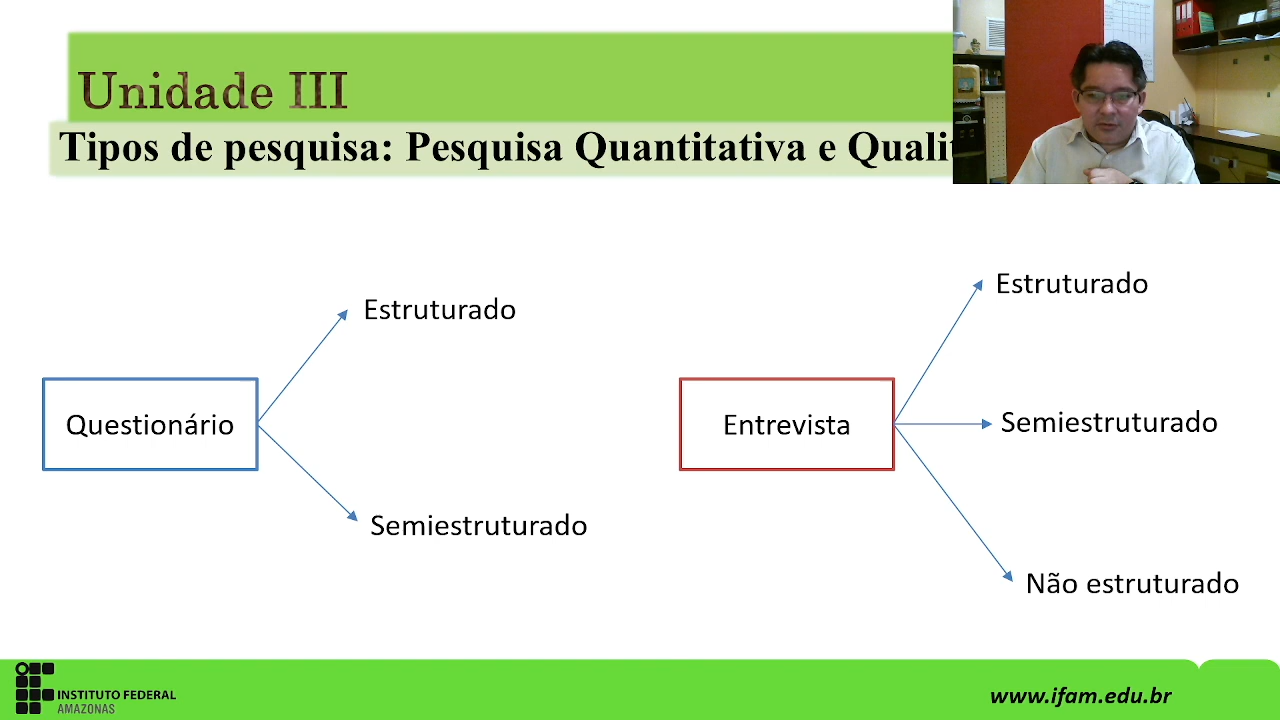 Unidade III
Tipos de pesquisa: Pesquisa Quantitativa e Qualit
Estruturado
Questionário
Semiestruturado
Estruturado
Entrevista
Semiestruturado
Não estruturado
INSTITUTO FEDERAL
AMAZONAS
www.ifam.edu.br